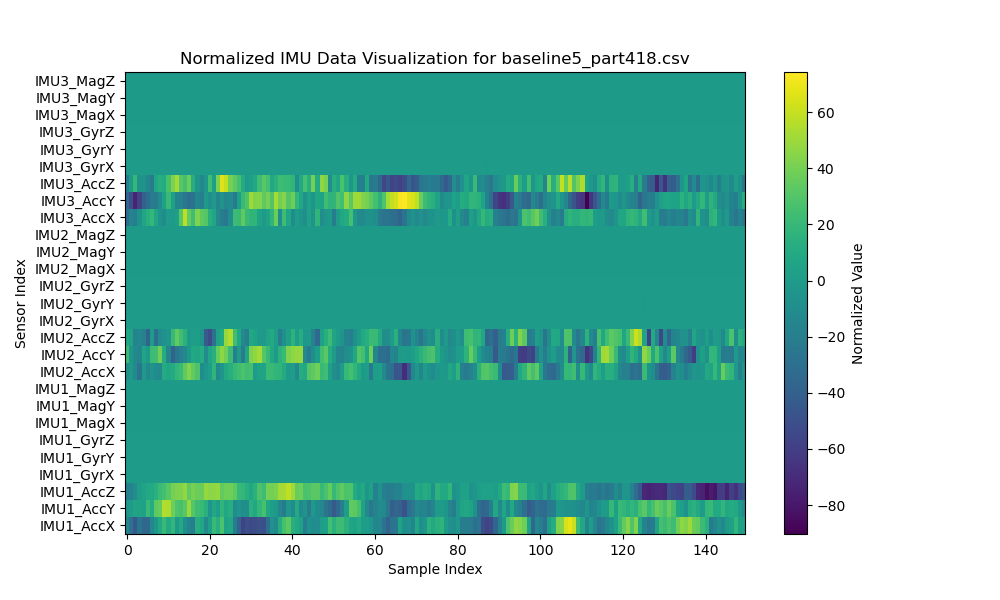 Normalized IMU Data Visualization for baseline5_part418.csv
IMU3_MagZ
IMU3_MagY
IMU3_MagX
IMU3_GyrZ
IMU3_GyrY
IMU3_GyrX
IMU3_AccZ
IMU3_AccY
IMU3_AccX
IMU2_MagZ
IMU2_MagY
IMU2_MagX
IMU2_GyrZ
IMU2_GyrY
IMU2_GyrX
IMU2_AccZ
IMU2_AccY
IMU2_AccX
IMU1_MagZ
IMU1_MagY
IMU1_MagX
IMU1_GyrZ
IMU1_GyrY
IMU1_GyrX
IMU1_AccZ
IMU1_AccY
IMU1_AccX
Sensor Index
0 20 40 60 80 100 120 140
Sample Index
60
40
20
0
−20
−40
−60
−80
Normalized Value